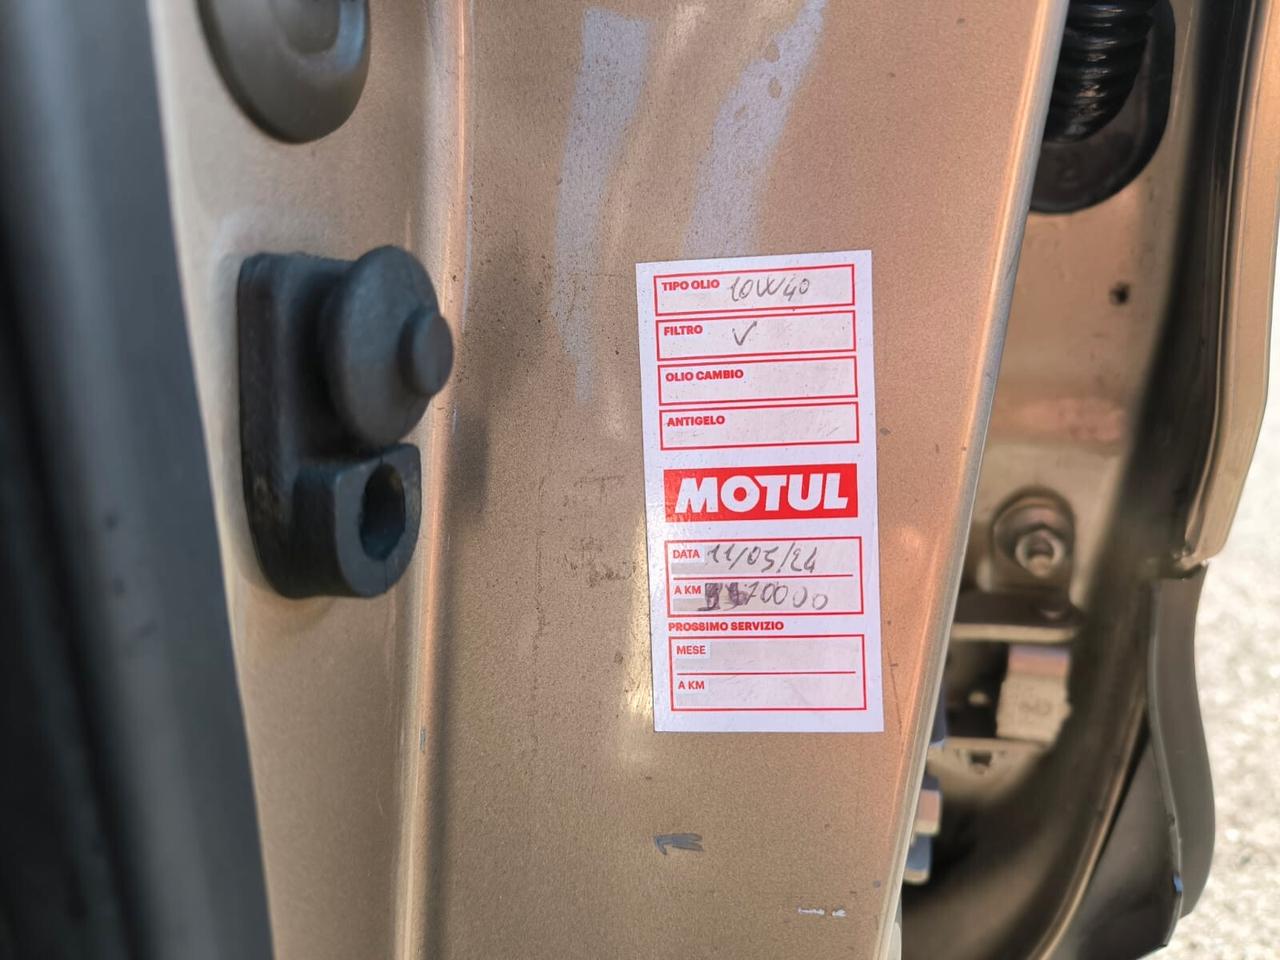 TIPO OLIO 10W40
FILTRO ✓
OLIO CAMBIO
ANTIGELO
MOTUL
DATA 11/05/24
A KM
PROSSIMO SERVIZIO
MESE
A KM